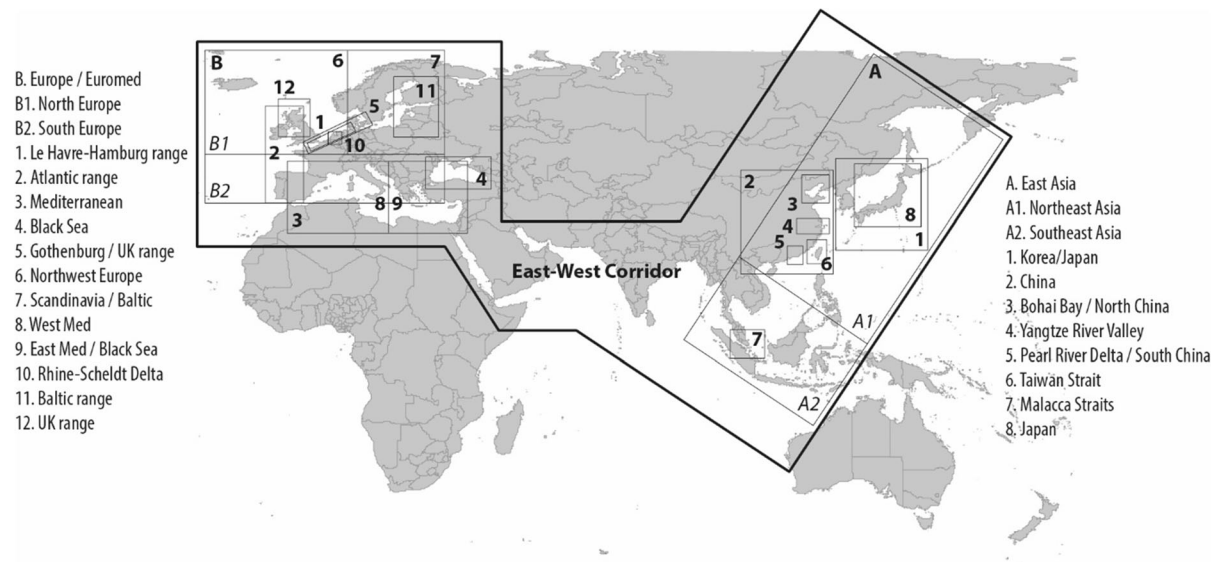 B. Europe / Euromed
B1. North Europe
B2. South Europe
1. Le Havre-Hamburg range
2. Atlantic range
3. Mediterranean
4. Black Sea
5. Gothenburg / UK range
6. Northwest Europe
7. Scandinavia / Baltic
8. West Med
9. East Med / Black Sea
10. Rhine-Scheldt Delta
11. Baltic range
12. UK range
B
6
7
12
11
5
1
10
B1
2
B2
4
8
9
3
East-West Corridor
A
2
3
4
8
5
6
1
A1
7
A2
A. East Asia
A1. Northeast Asia
A2. Southeast Asia
1. Korea/Japan
2. China
3. Bohai Bay / North China
4. Yangtze River Valley
5. Pearl River Delta / South China
6. Taiwan Strait
7. Malacca Straits
8. Japan